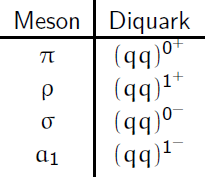 Meson Diquark
π (qq)0+
ρ (qq)1+
σ (qq)0−
a1 (qq)1−